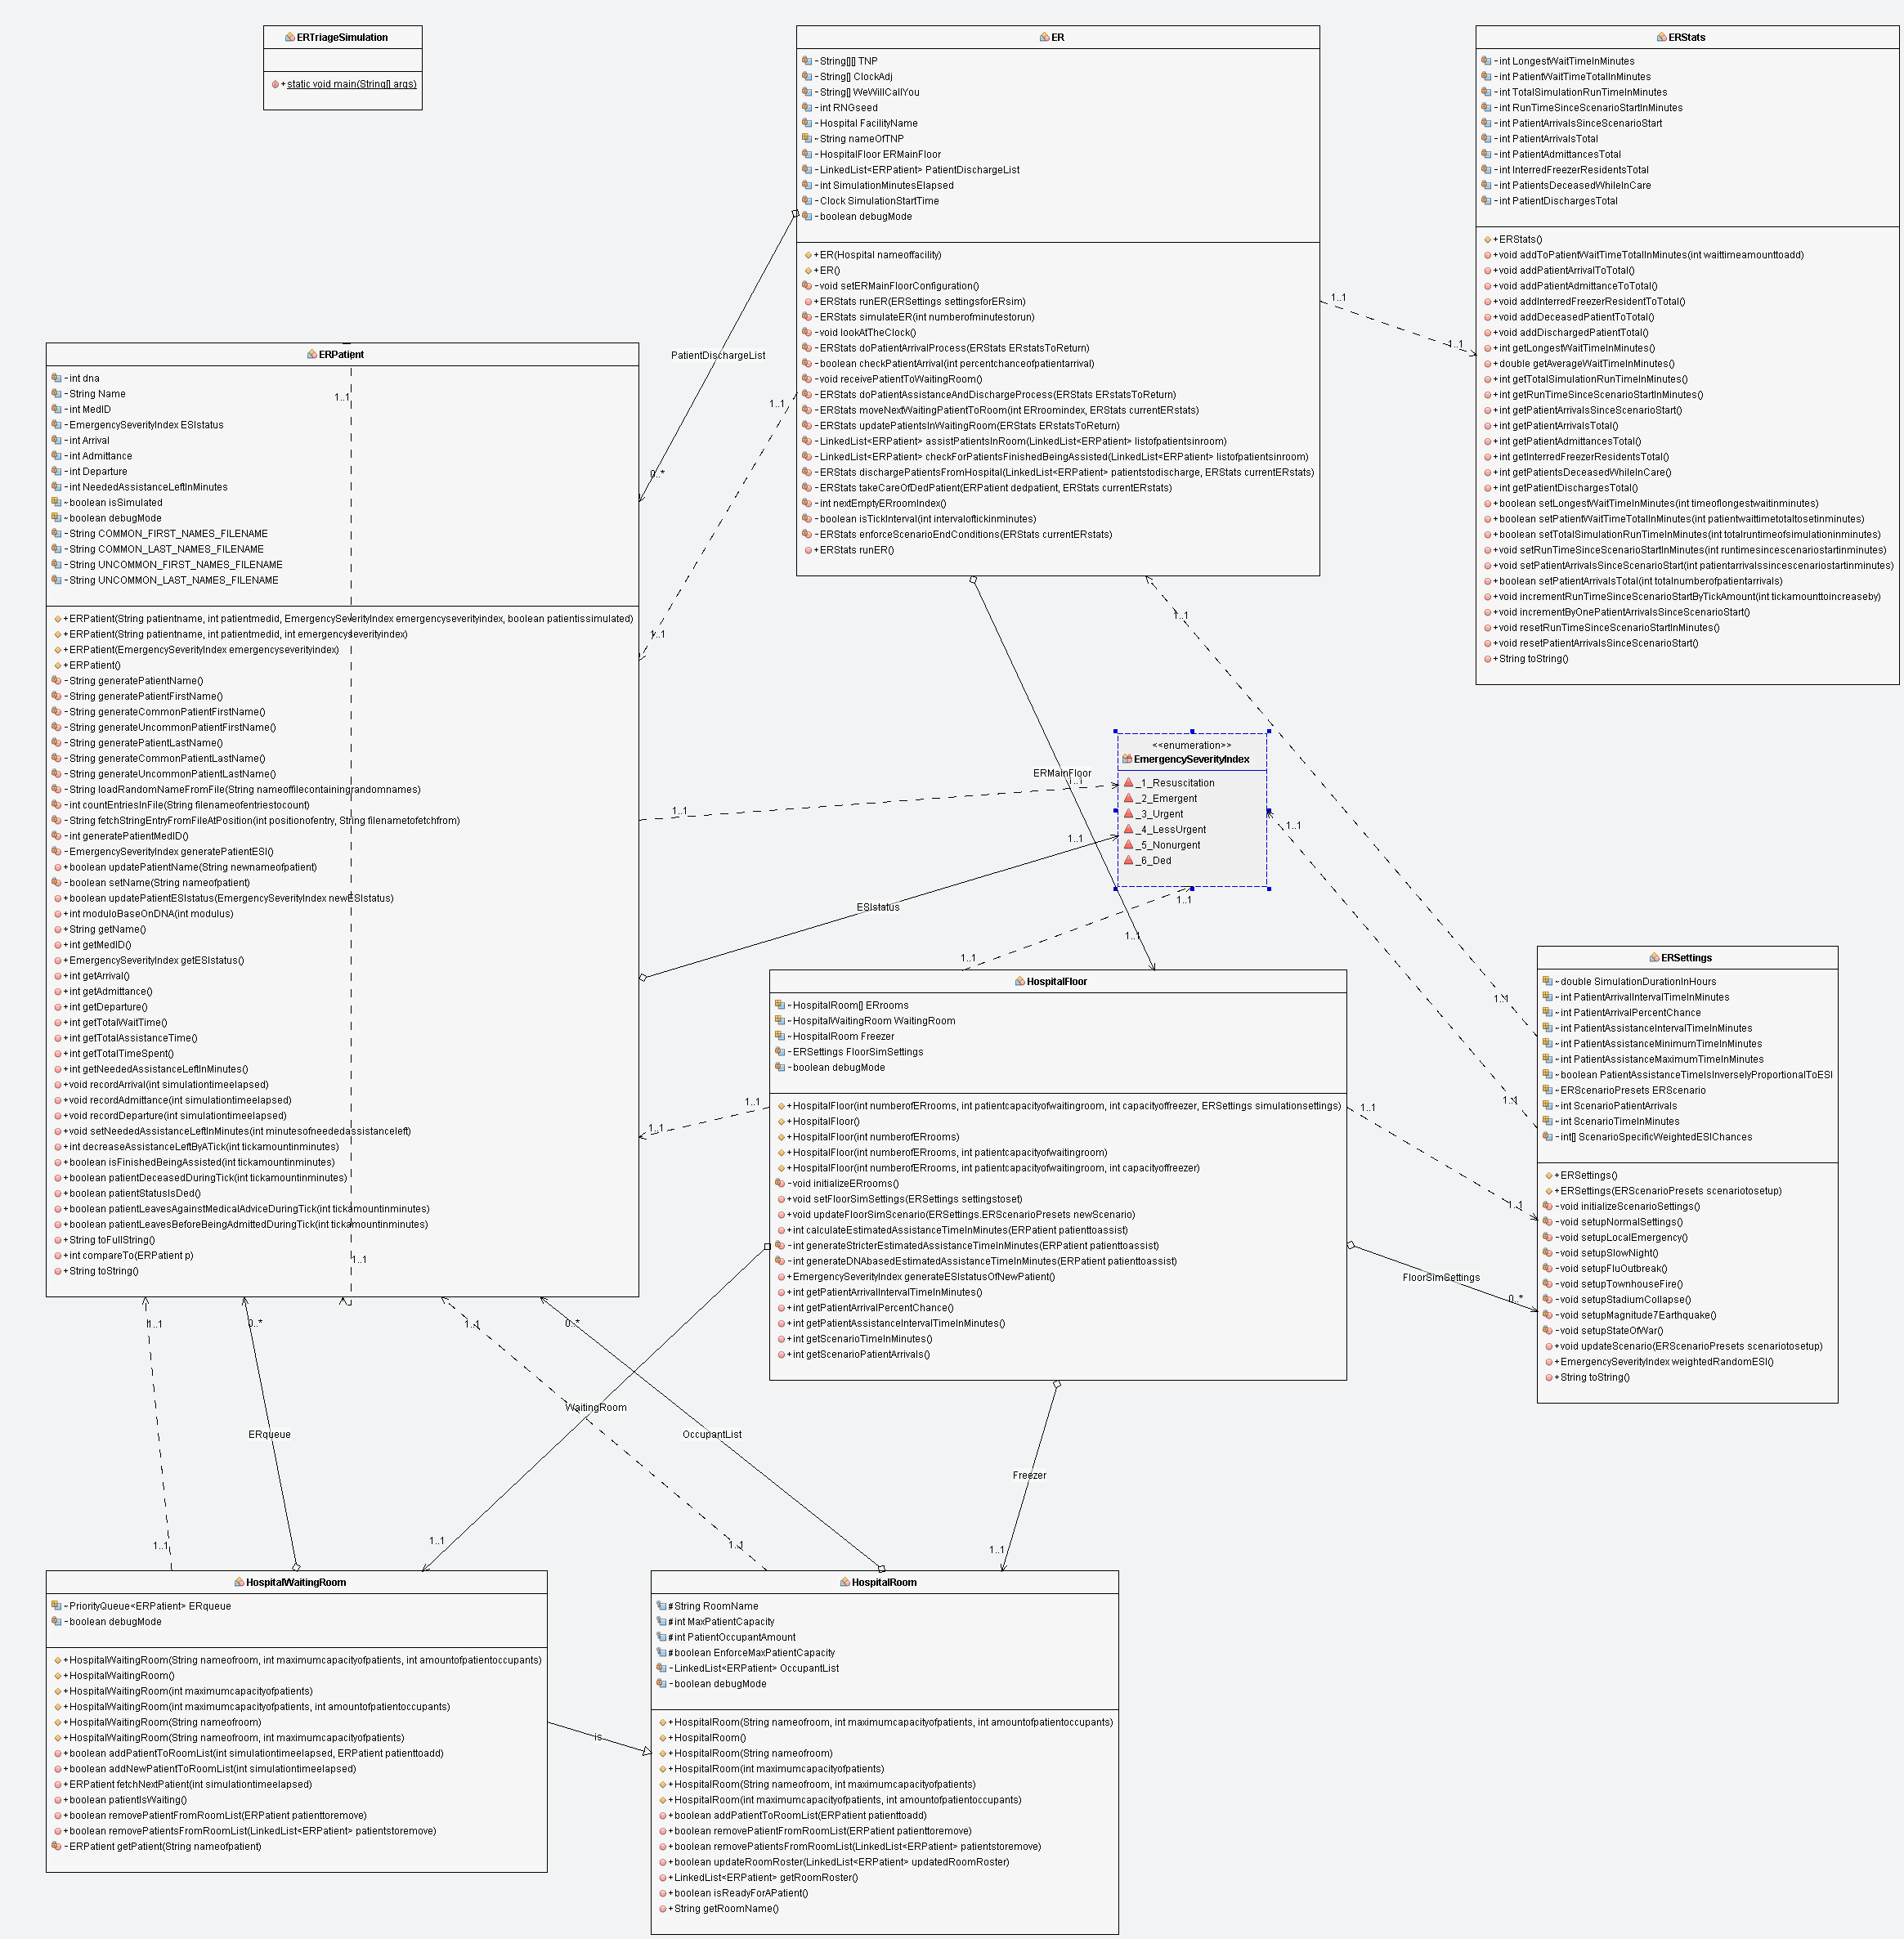 ERTriageSimulation
+static void main(String[] args)
ER
-String[][] TNP
-String[] ClockAdj
-String[] WeWillCallYou
-int RNGseed
-Hospital FacilityName
~String nameOfTNP
-HospitalFloor ERMainFloor
-LinkedList<ERPatient> PatientDischargeList
-int SimulationMinutesElapsed
-Clock SimulationStartTime
-boolean debugMode
+ER(Hospital nameoffacility)
+ER()
-void setERMainFloorConfiguration()
+ERStats runER(ERSettings settingsforERsim)
-ERStats simulateER(int numberofminutestorun)
-void lookAtTheClock()
-ERStats doPatientArrivalProcess(ERStats ERstatsToReturn)
-boolean checkPatientArrival(int percentchanceofpatientarrival)
-void receivePatientToWaitingRoom()
-ERStats doPatientAssistanceAndDischargeProcess(ERStats ERstatsToReturn)
-ERStats moveNextWaitingPatientToRoom(int ERroomindex, ERStats currentERstats)
-ERStats updatePatientsInWaitingRoom(ERStats ERstatsToReturn)
-LinkedList<ERPatient> assistPatientsInRoom(LinkedList<ERPatient> listofpatientsinroom)
-LinkedList<ERPatient> checkForPatientsFinishedBeingAssisted(LinkedList<ERPatient> listofpatientsinroom)
-ERStats dischargePatientsFromHospital(LinkedList<ERPatient> patientstodischarge, ERStats currentERstats)
-ERStats takeCareOfDedPatient(ERPatient dedpatient, ERStats currentERstats)
-int nextEmptyERroomIndex()
-boolean isTickInterval(int intervaloftickinminutes)
-ERStats enforceScenarioEndConditions(ERStats currentERstats)
+ERStats runER()
ERStats
-int LongestWaitTimeInMinutes
-int PatientWaitTimeTotalInMinutes
-int TotalSimulationRunTimeInMinutes
-int RunTimeSinceScenarioStartInMinutes
-int PatientArrivalsSinceScenarioStart
-int PatientArrivalsTotal
-int PatientAdmittancesTotal
-int InterredFreezerResidentsTotal
-int PatientsDeceasedWhileInCare
-int PatientDischargesTotal
+ERStats()
+void addToPatientWaitTimeTotalInMinutes(int waittimeamounttoadd)
+void addPatientArrivalToTotal()
+void addPatientAdmittanceToTotal()
+void addInterredFreezerResidentToTotal()
+void addDeceasedPatientToTotal()
+void addDischargedPatientTotal()
+int getLongestWaitTimeInMinutes()
+double getAverageWaitTimeInMinutes()
+int getTotalSimulationRunTimeInMinutes()
+int getRunTimeSinceScenarioStartInMinutes()
+int getPatientArrivalsSinceScenarioStart()
+int getPatientArrivalsTotal()
+int getPatientAdmittancesTotal()
+int getInterredFreezerResidentsTotal()
+int getPatientsDeceasedWhileInCare()
+int getPatientDischargesTotal()
+boolean setLongestWaitTimeInMinutes(int timeoflongestwaitinminutes)
+boolean setPatientWaitTimeTotalInMinutes(int patientwaittimetotaltosetinminutes)
+boolean setTotalSimulationRunTimeInMinutes(int totalruntimeofsimulationinminutes)
+void setRunTimeSinceScenarioStartInMinutes(int runtimesincescenariostartinminutes)
+void setPatientArrivalsSinceScenarioStart(int patientarrivalssincescenariostartinminutes)
+boolean setPatientArrivalsTotal(int totalnumberofpatientarrivals)
+void incrementRunTimeSinceScenarioStartByTickAmount(int tickamounttoincreaseby)
+void incrementByOnePatientArrivalsSinceScenarioStart()
+void resetRunTimeSinceScenarioStartInMinutes()
+void resetPatientArrivalsSinceScenarioStart()
+String toString()
1..1
1..1
PatientDischargeList
0..*
1..1
1..1
ERPatient
-int dna
-String Name
-int MedID
-EmergencySeverityIndex ESIstatus
-int Arrival
-int Admittance
-int Departure
-int NeededAssistanceLeftInMinutes
~boolean isSimulated
~boolean debugMode
-String COMMON_FIRST_NAMES_FILENAME
-String COMMON_LAST_NAMES_FILENAME
-String UNCOMMON_FIRST_NAMES_FILENAME
-String UNCOMMON_LAST_NAMES_FILENAME
+ERPatient(String patientname, int patientmedid, EmergencySeverityIndex emergencyseverityindex, boolean patientissimulated)
+ERPatient(String patientname, int patientmedid, int emergencyseverityindex)
+ERPatient(EmergencySeverityIndex emergencyseverityindex)
+ERPatient()
-String generatePatientName()
-String generatePatientFirstName()
-String generateCommonPatientFirstName()
-String generateUncommonPatientFirstName()
-String generatePatientLastName()
-String generateCommonPatientLastName()
-String generateUncommonPatientLastName()
-String loadRandomNameFromFile(String nameoffilecontainingrandomnames)
-int countEntriesInFile(String filenameofentriestocount)
-String fetchStringEntryFromFileAtPosition(int positionofentry, String filenametofetchfrom)
-int generatePatientMedID()
-EmergencySeverityIndex generatePatientESI()
+boolean updatePatientName(String newnameofpatient)
-boolean setName(String nameofpatient)
+boolean updatePatientESIstatus(EmergencySeverityIndex newESIstatus)
+int moduloBaseOnDNA(int modulus)
+String getName()
+int getMedID()
+EmergencySeverityIndex getESIstatus()
+int getArrival()
+int getAdmittance()
+int getDeparture()
+int getTotalWaitTime()
+int getTotalAssistanceTime()
+int getTotalTimeSpent()
+int getNeededAssistanceLeftInMinutes()
+void recordArrival(int simulationtimeelapsed)
+void recordAdmittance(int simulationtimeelapsed)
+void recordDeparture(int simulationtimeelapsed)
+void setNeededAssistanceLeftInMinutes(int minutesofneededassistanceleft)
+int decreaseAssistanceLeftByATick(int tickamountinminutes)
+boolean isFinishedBeingAssisted(int tickamountinminutes)
+boolean patientDeceasedDuringTick(int tickamountinminutes)
+boolean patientStatusIsDed()
+boolean patientLeavesAgainstMedicalAdviceDuringTick(int tickamountinminutes)
+boolean patientLeavesBeforeBeingAdmittedDuringTick(int tickamountinminutes)
+String toFullString()
+int compareTo(ERPatient p)
+String toString()
1..1
1..1
1..1
<<enumeration>>
EmergencySeverityIndex
_1_Resuscitation
_2_Emergent
_3_Urgent
_4_LessUrgent
_5_Nonurgent
_6_Ded
ERMainFloor
1..1
1..1
1..1
1..1
ESIstatus
1..1
1..1
1..1
1..1
1..1
HospitalFloor
~HospitalRoom[] ERrooms
~HospitalWaitingRoom WaitingRoom
~HospitalRoom Freezer
-ERSettings FloorSimSettings
-boolean debugMode
+HospitalFloor(int numberofERrooms, int patientcapacityofwaitingroom, int capacityoffreezer, ERSettings simulationsettings)
+HospitalFloor()
+HospitalFloor(int numberofERrooms)
+HospitalFloor(int numberofERrooms, int patientcapacityofwaitingroom)
+HospitalFloor(int numberofERrooms, int patientcapacityofwaitingroom, int capacityoffreezer)
-void initializeERrooms()
+void setFloorSimSettings(ERSettings settingstoset)
+void updateFloorSimScenario(ERSettings.ERScenarioPresets newScenario)
+int calculateEstimatedAssistanceTimeInMinutes(ERPatient patienttoassist)
-int generateStricterEstimatedAssistanceTimeInMinutes(ERPatient patienttoassist)
-int generateDNAbasedEstimatedAssistanceTimeInMinutes(ERPatient patienttoassist)
+EmergencySeverityIndex generateESIstatusOfNewPatient()
+int getPatientArrivalIntervalTimeInMinutes()
+int getPatientArrivalPercentChance()
+int getPatientAssistanceIntervalTimeInMinutes()
+int getScenarioTimeInMinutes()
+int getScenarioPatientArrivals()
1..1
1..1
1..1
1..1
FloorSimSettings
0..*
1..1
1..1
ERSettings
~double SimulationDurationInHours
~int PatientArrivalIntervalTimeInMinutes
~int PatientArrivalPercentChance
~int PatientAssistanceIntervalTimeInMinutes
~int PatientAssistanceMinimumTimeInMinutes
~int PatientAssistanceMaximumTimeInMinutes
~boolean PatientAssistanceTimeIsInverselyProportionalToESI
~ERScenarioPresets ERScenario
~int ScenarioPatientArrivals
~int ScenarioTimeInMinutes
-int[] ScenarioSpecificWeightedESIChances
+ERSettings()
+ERSettings(ERScenarioPresets scenariotosetup)
-void initializeScenarioSettings()
-void setupNormalSettings()
-void setupLocalEmergency()
-void setupSlowNight()
-void setupFluOutbreak()
-void setupTownhouseFire()
-void setupStadiumCollapse()
-void setupMagnitude7Earthquake()
-void setupStateOfWar()
+void updateScenario(ERScenarioPresets scenariotosetup)
+EmergencySeverityIndex weightedRandomESI()
+String toString()
1..1
0..*
1..1
0..*
ERqueue
WaitingRoom
OccupantList
Freezer
1..1
1..1
1..1
1..1
HospitalWaitingRoom
~PriorityQueue<ERPatient> ERqueue
-boolean debugMode
+HospitalWaitingRoom(String nameofroom, int maximumcapacityofpatients, int amountofpatientoccupants)
+HospitalWaitingRoom()
+HospitalWaitingRoom(int maximumcapacityofpatients)
+HospitalWaitingRoom(int maximumcapacityofpatients, int amountofpatientoccupants)
+HospitalWaitingRoom(String nameofroom)
+HospitalWaitingRoom(String nameofroom, int maximumcapacityofpatients)
+boolean addPatientToRoomList(int simulationtimeelapsed, ERPatient patienttoadd)
+boolean addNewPatientToRoomList(int simulationtimeelapsed)
+ERPatient fetchNextPatient(int simulationtimeelapsed)
+boolean patientIsWaiting()
+boolean removePatientFromRoomList(ERPatient patienttoremove)
+boolean removePatientsFromRoomList(LinkedList<ERPatient> patientstoremove)
-ERPatient getPatient(String nameofpatient)
is
HospitalRoom
#String RoomName
#int MaxPatientCapacity
#int PatientOccupantAmount
#boolean EnforceMaxPatientCapacity
-LinkedList<ERPatient> OccupantList
-boolean debugMode
+HospitalRoom(String nameofroom, int maximumcapacityofpatients, int amountofpatientoccupants)
+HospitalRoom()
+HospitalRoom(String nameofroom)
+HospitalRoom(int maximumcapacityofpatients)
+HospitalRoom(String nameofroom, int maximumcapacityofpatients)
+HospitalRoom(int maximumcapacityofpatients, int amountofpatientoccupants)
+boolean addPatientToRoomList(ERPatient patienttoadd)
+boolean removePatientFromRoomList(ERPatient patienttoremove)
+boolean removePatientsFromRoomList(LinkedList<ERPatient> patientstoremove)
+boolean updateRoomRoster(LinkedList<ERPatient> updatedRoomRoster)
+LinkedList<ERPatient> getRoomRoster()
+boolean isReadyForAPatient()
+String getRoomName()